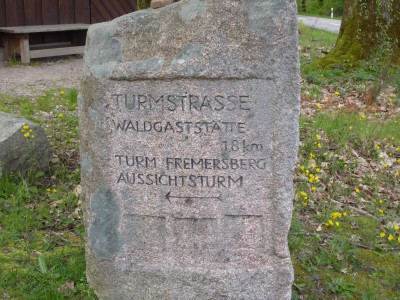 TURMSTRASSE
WALDGASTSTÄTTE
1,8 km
TURM FREMERSBERG
AUSSICHTSTURM
←